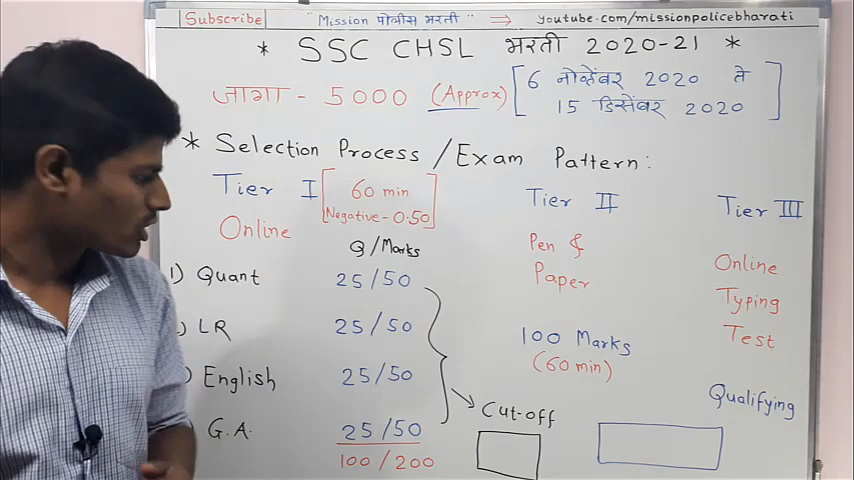 Subscribe "Mission पोलीस भरती" ⇒ youtube.com/missionpolicebharati
* SSC CHSL भरती 2020-21 *
जागा - 5000 (Approx) [6 नोव्हेंबर 2020 ते
15 डिसेंबर 2020]
* Selection Process / Exam Pattern:
Tier I [60 min
Negative - 0.50]
Online
Q/Marks
1) Quant 25/50
) LR 25/50
) English 25/50
G.A. 25/50
100/200
Cut-off
Tier II
Pen &
Paper
100 Marks
(60 min)
Tier III
Online
Typing
Test
Qualifying